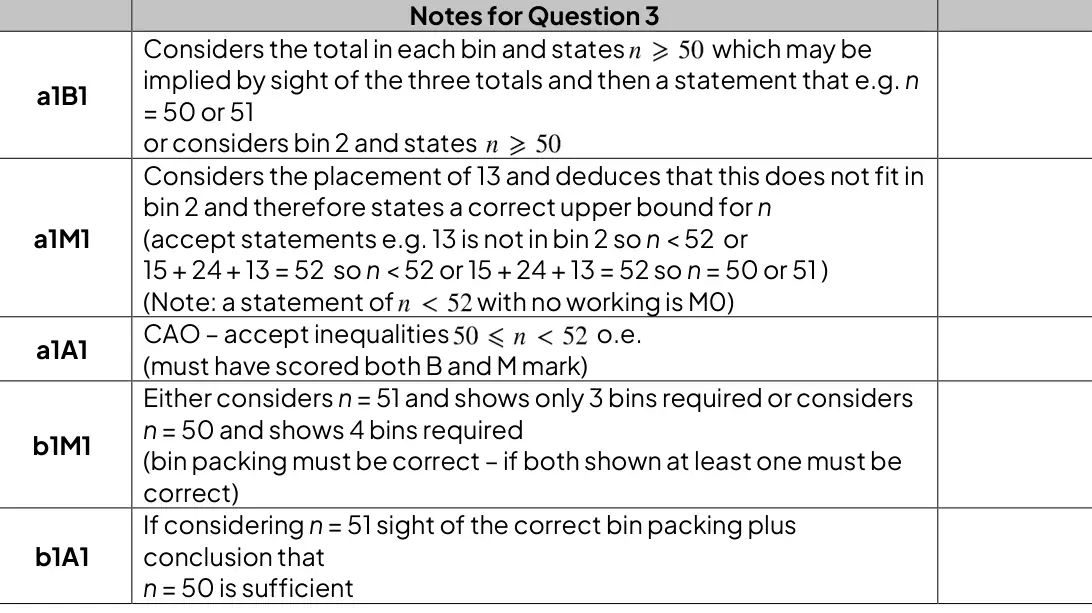 Notes for Question 3
a1B1
Considers the total in each bin and states n ⩾ 50 which may be
implied by sight of the three totals and then a statement that e.g. n
= 50 or 51
or considers bin 2 and states n ⩾ 50
a1M1
Considers the placement of 13 and deduces that this does not fit in
bin 2 and therefore states a correct upper bound for n
(accept statements e.g. 13 is not in bin 2 so n < 52 or
15 + 24 + 13 = 52 so n < 52 or 15 + 24 + 13 = 52 so n = 50 or 51 )
(Note: a statement of n < 52 with no working is M0)
a1A1
CAO – accept inequalities 50 ⩽ n < 52 o.e.
(must have scored both B and M mark)
b1M1
Either considers n = 51 and shows only 3 bins required or considers
n = 50 and shows 4 bins required
(bin packing must be correct – if both shown at least one must be
correct)
b1A1
If considering n = 51 sight of the correct bin packing plus
conclusion that
n = 50 is sufficient